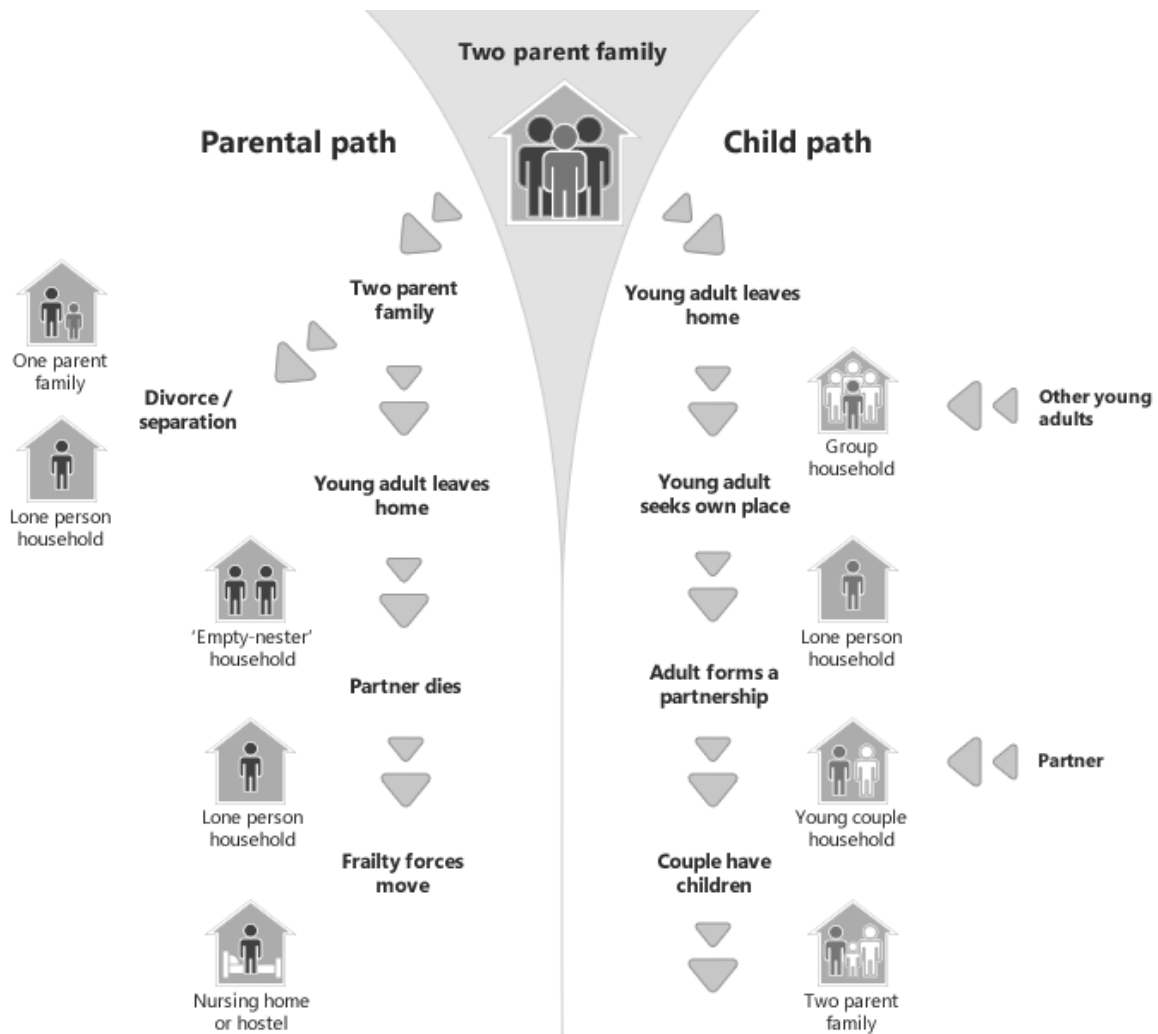 Two parent family
Parental path
Child path
Two parent
family
Young adult leaves
home
One parent
family
Divorce /
separation
Lone person
household
Group
household
Other young
adults
Young adult leaves
home
Young adult
seeks own place
‘Empty-nester’
household
Lone person
household
Partner dies
Adult forms a
partnership
Lone person
household
Young couple
household
Partner
Frailty forces
move
Couple have
children
Nursing home
or hostel
Two parent
family